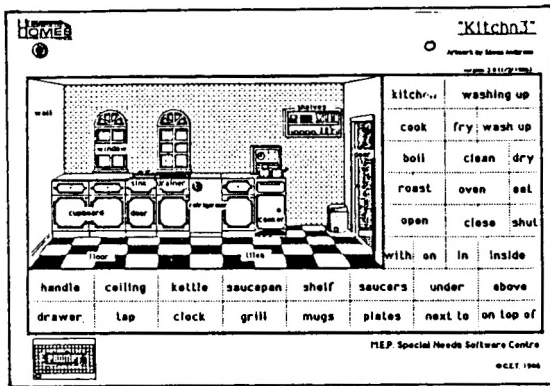 HOMES
"Kitchn3"
kitchen washing up
wall
shelves
cook fry wash up
window
boil clean dry
sink drainer
roast oven eat
cupboard door refrigerator cooker
open close shut
floor tiles
with on in inside
handle ceiling kettle saucepan shelf saucers under above
drawer tap clock grill mugs plates next to on top of
M.E.P. Special Needs Software Centre
©C.E.T. 1986